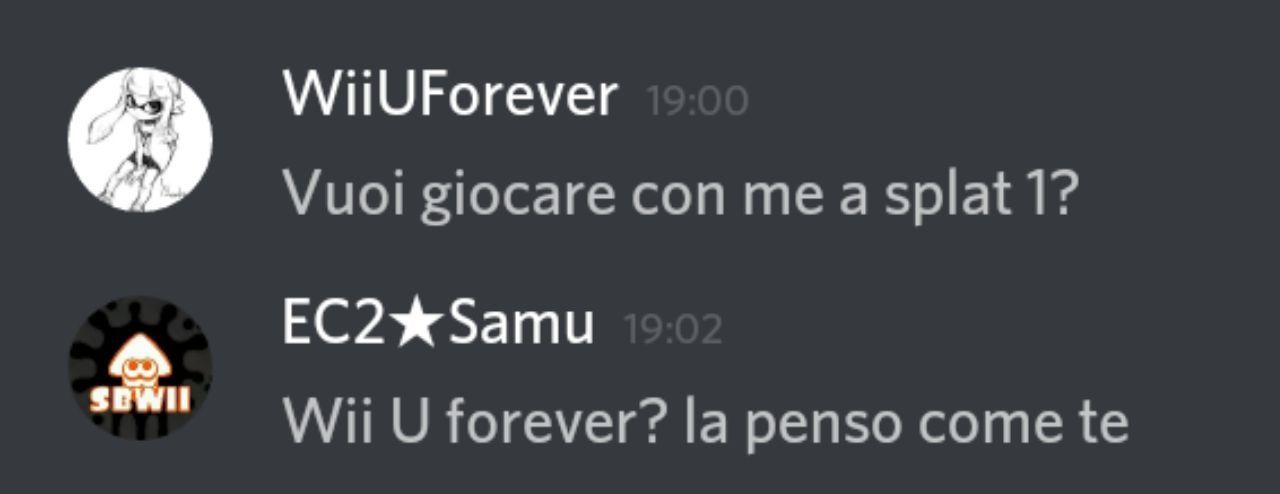 WiiUForever 19:00
Vuoi giocare con me a splat 1?
EC2★Samu 19:02
SBWII
Wii U forever? la penso come te